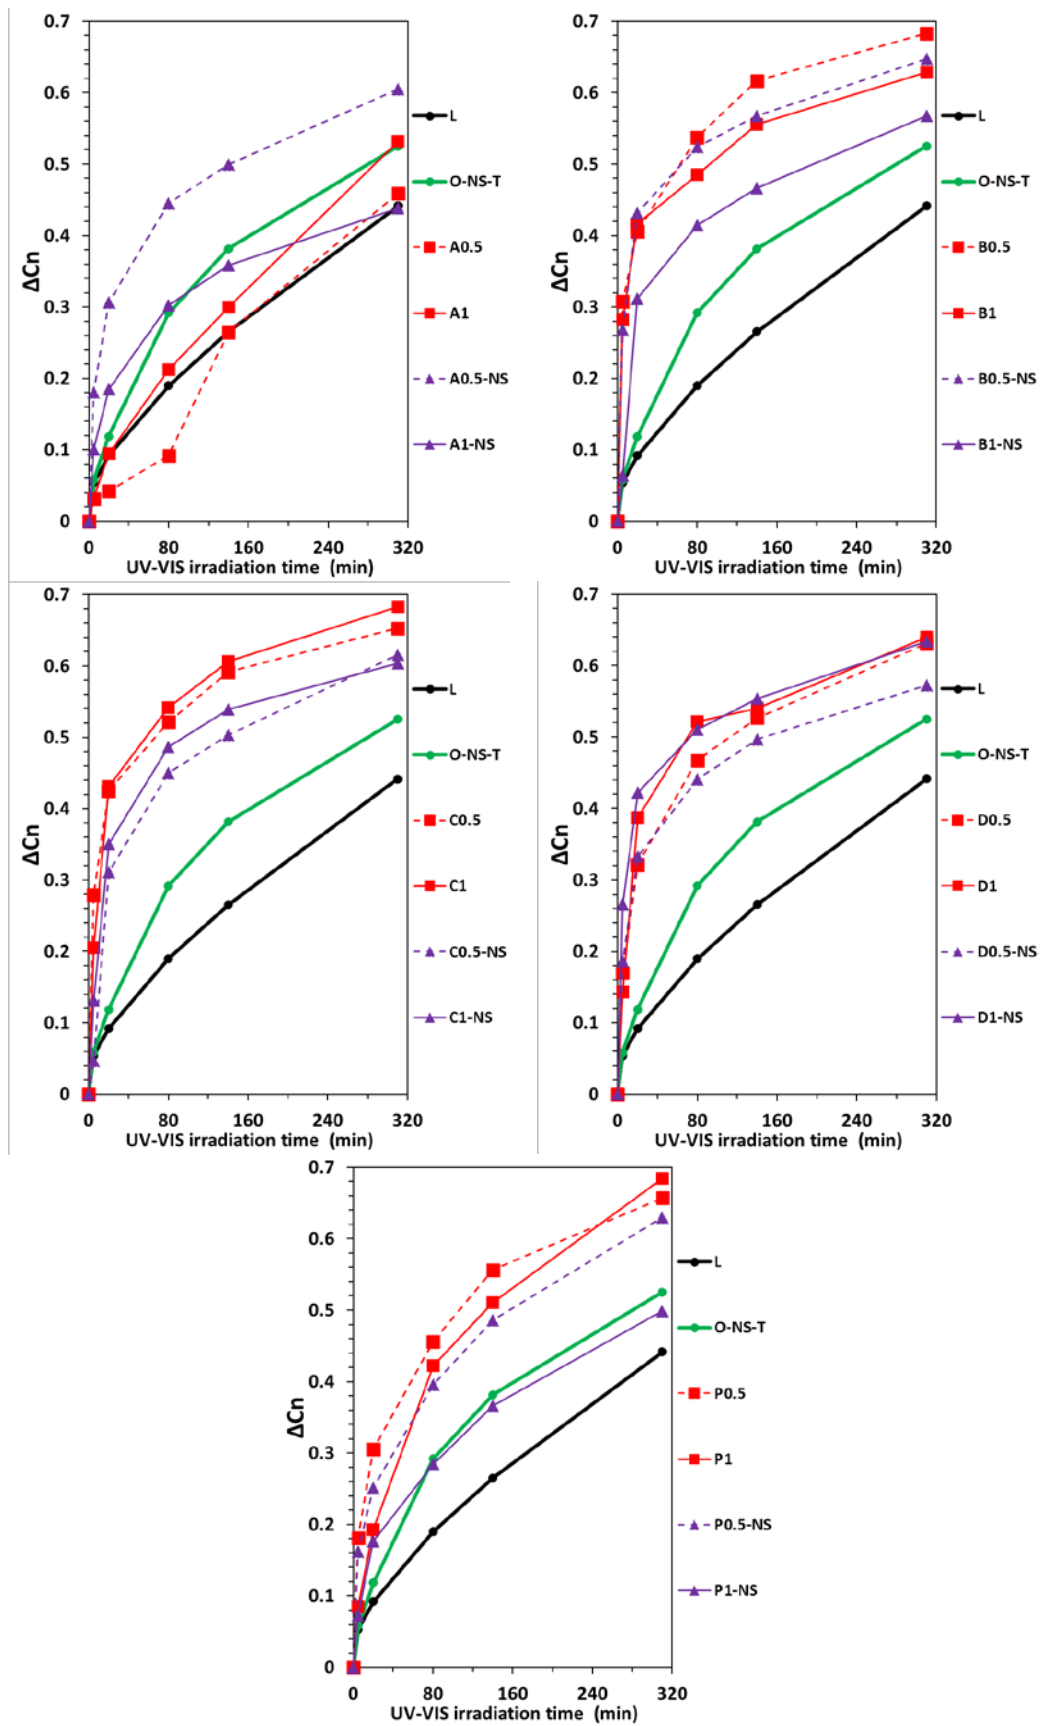 0.7
0.6
0.5
0.4
0.3
0.2
0.1
0
ΔCn
0 80 160 240 320
UV-VIS irradiation time (min)
L
O-NS-T
A0.5
A1
A0.5-NS
A1-NS
0.7
0.6
0.5
0.4
0.3
0.2
0.1
0
ΔCn
0 80 160 240 320
UV-VIS irradiation time (min)
L
O-NS-T
B0.5
B1
B0.5-NS
B1-NS
0.7
0.6
0.5
0.4
0.3
0.2
0.1
0
ΔCn
0 80 160 240 320
UV-VIS irradiation time (min)
L
O-NS-T
C0.5
C1
C0.5-NS
C1-NS
0.7
0.6
0.5
0.4
0.3
0.2
0.1
0
ΔCn
0 80 160 240 320
UV-VIS irradiation time (min)
L
O-NS-T
D0.5
D1
D0.5-NS
D1-NS
0.7
0.6
0.5
0.4
0.3
0.2
0.1
0
ΔCn
0 80 160 240 320
UV-VIS irradiation time (min)
L
O-NS-T
P0.5
P1
P0.5-NS
P1-NS